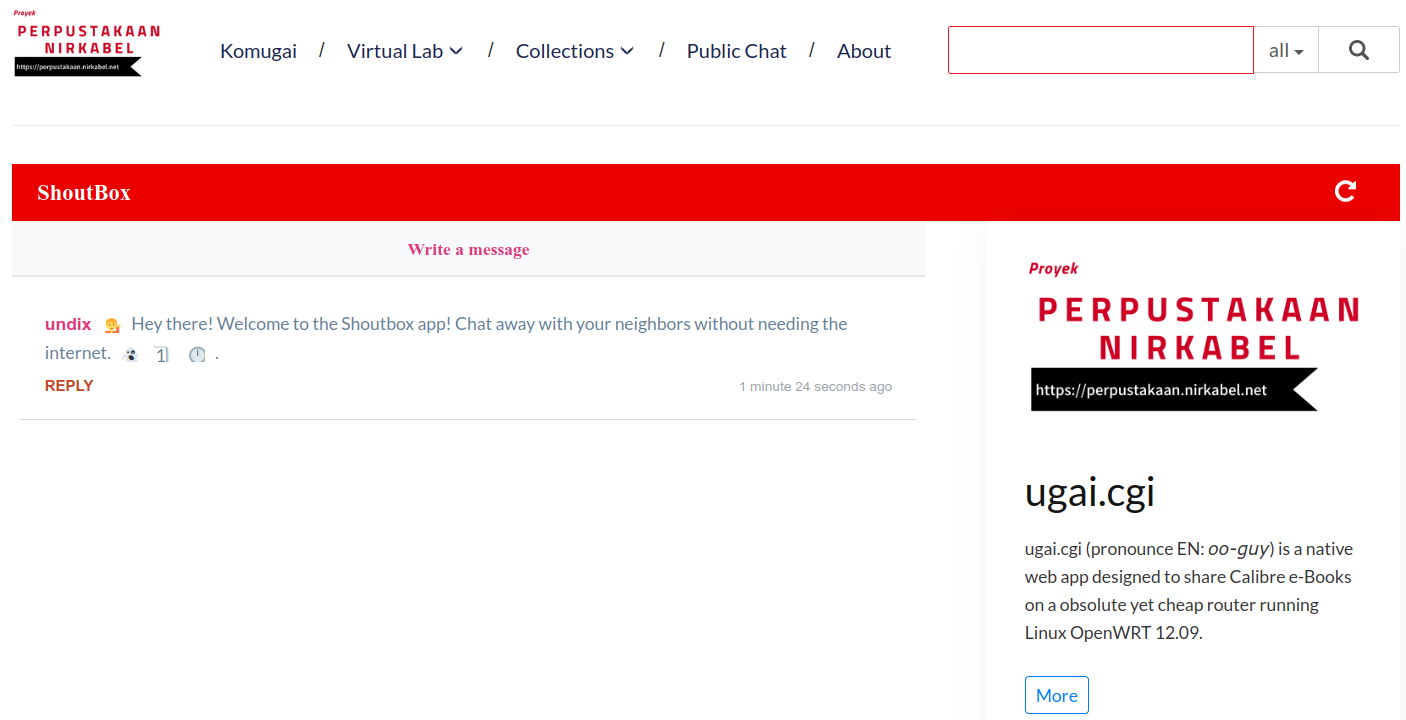 Proyek
PERPUSTAKAAN
NIRKABEL
https://perpustakaan.nirkabel.net
Komugai / Virtual Lab / Collections / Public Chat / About
all
ShoutBox
Write a message
undix Hey there! Welcome to the Shoutbox app! Chat away with your neighbors without needing the
internet. 1 .
REPLY
1 minute 24 seconds ago
Proyek
PERPUSTAKAAN
NIRKABEL
https://perpustakaan.nirkabel.net
ugai.cgi
ugai.cgi (pronounce EN: oo-guy) is a native
web app designed to share Calibre e-Books
on a obsolute yet cheap router running
Linux OpenWRT 12.09.
More